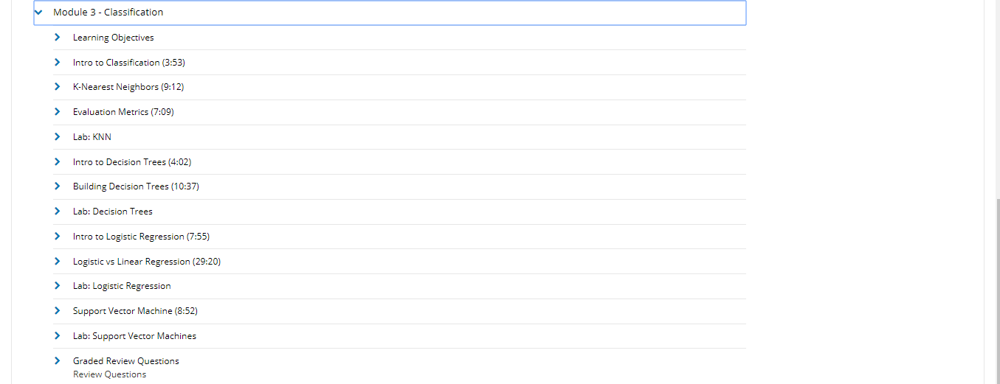 Module 3 - Classification
Learning Objectives
Intro to Classification (3:53)
K-Nearest Neighbors (9:12)
Evaluation Metrics (7:09)
Lab: KNN
Intro to Decision Trees (4:02)
Building Decision Trees (10:37)
Lab: Decision Trees
Intro to Logistic Regression (7:55)
Logistic vs Linear Regression (29:20)
Lab: Logistic Regression
Support Vector Machine (8:52)
Lab: Support Vector Machines
Graded Review Questions
Review Questions